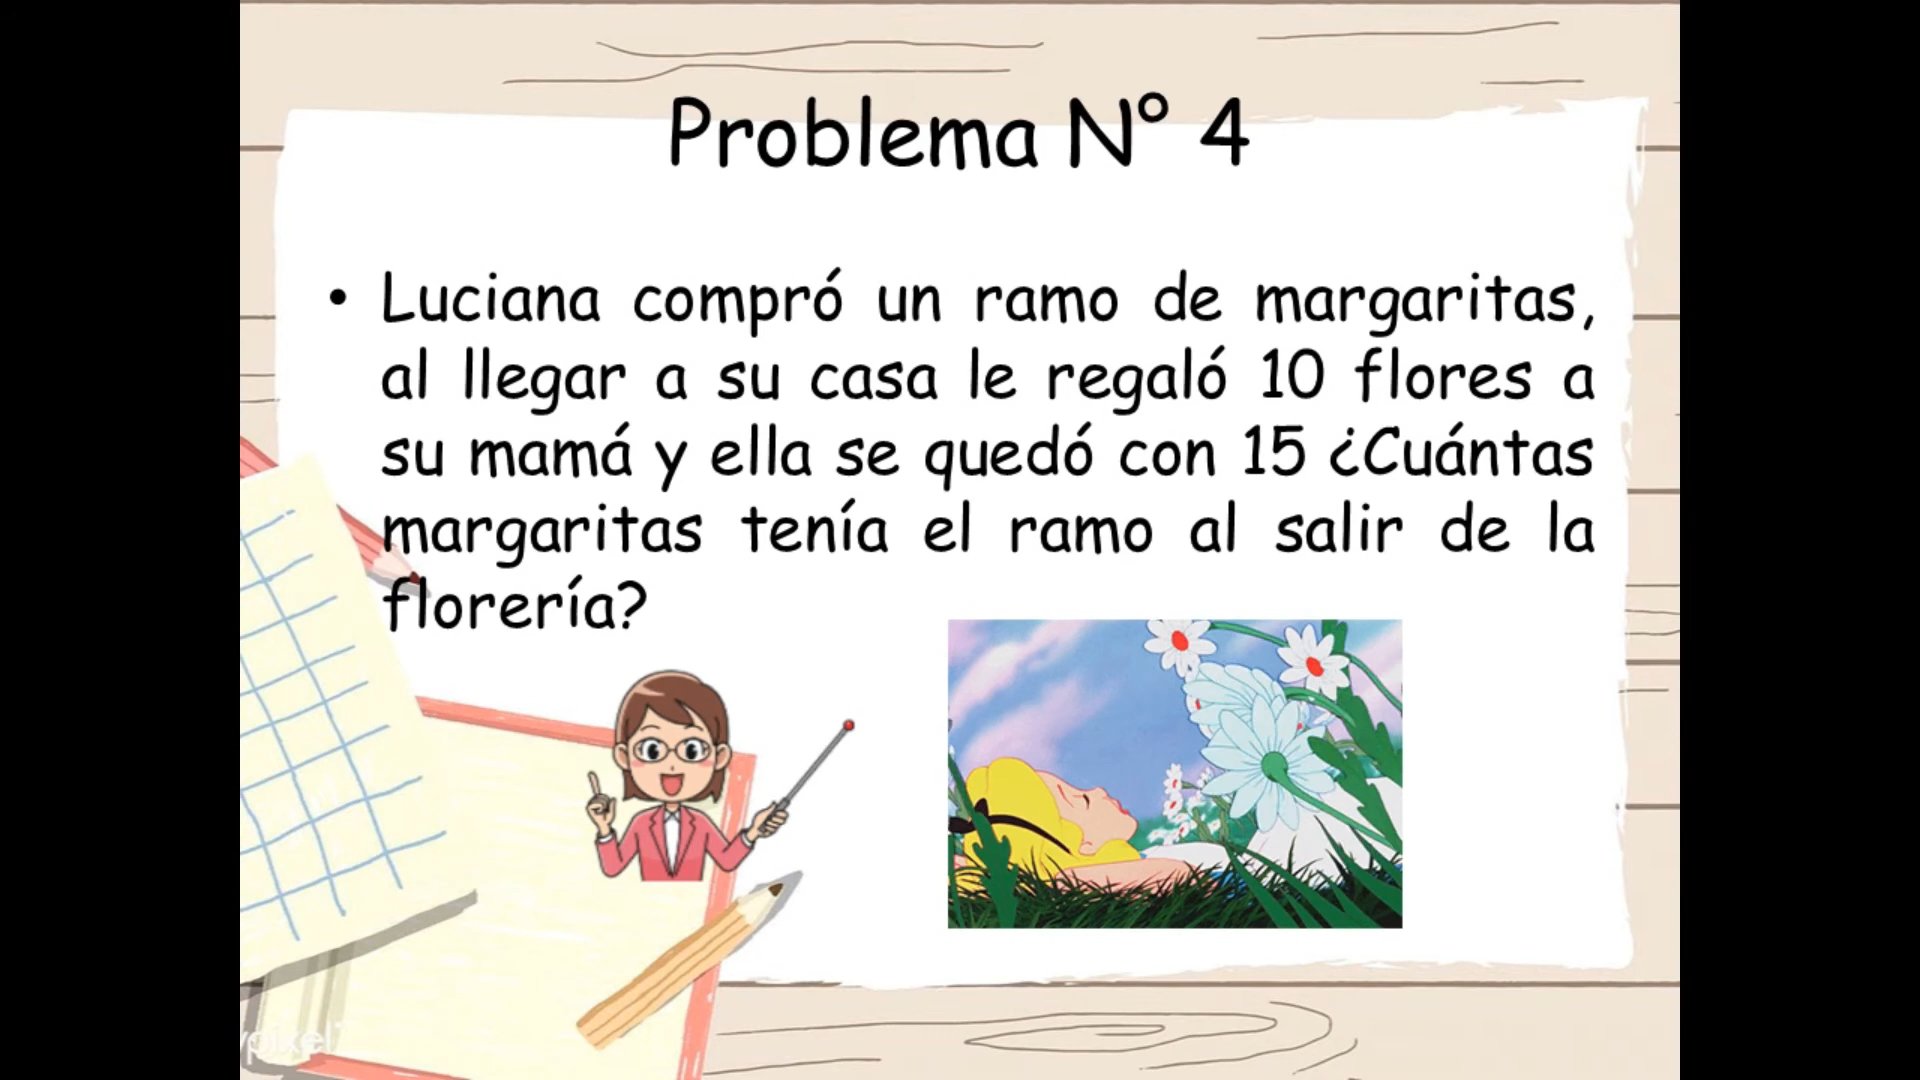 Problema N° 4
• Luciana compró un ramo de margaritas,
al llegar a su casa le regaló 10 flores a
su mamá y ella se quedó con 15 ¿Cuántas
margaritas tenía el ramo al salir de la
florería?